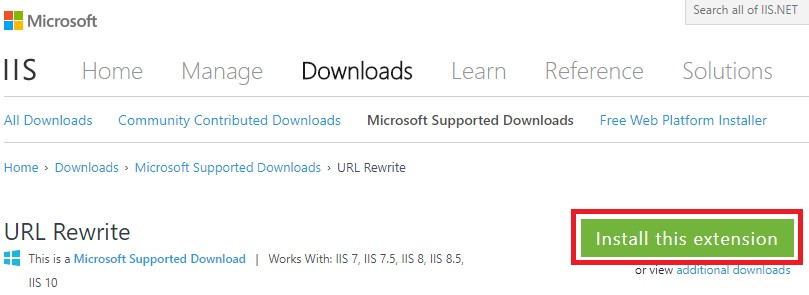 Microsoft
Search all of IIS.NET
IIS Home Manage Downloads Learn Reference Solutions
All Downloads Community Contributed Downloads Microsoft Supported Downloads Free Web Platform Installer
Home › Downloads › Microsoft Supported Downloads › URL Rewrite
URL Rewrite
Install this extension
This is a Microsoft Supported Download | Works With: IIS 7, IIS 7.5, IIS 8, IIS 8.5,
IIS 10
or view additional downloads